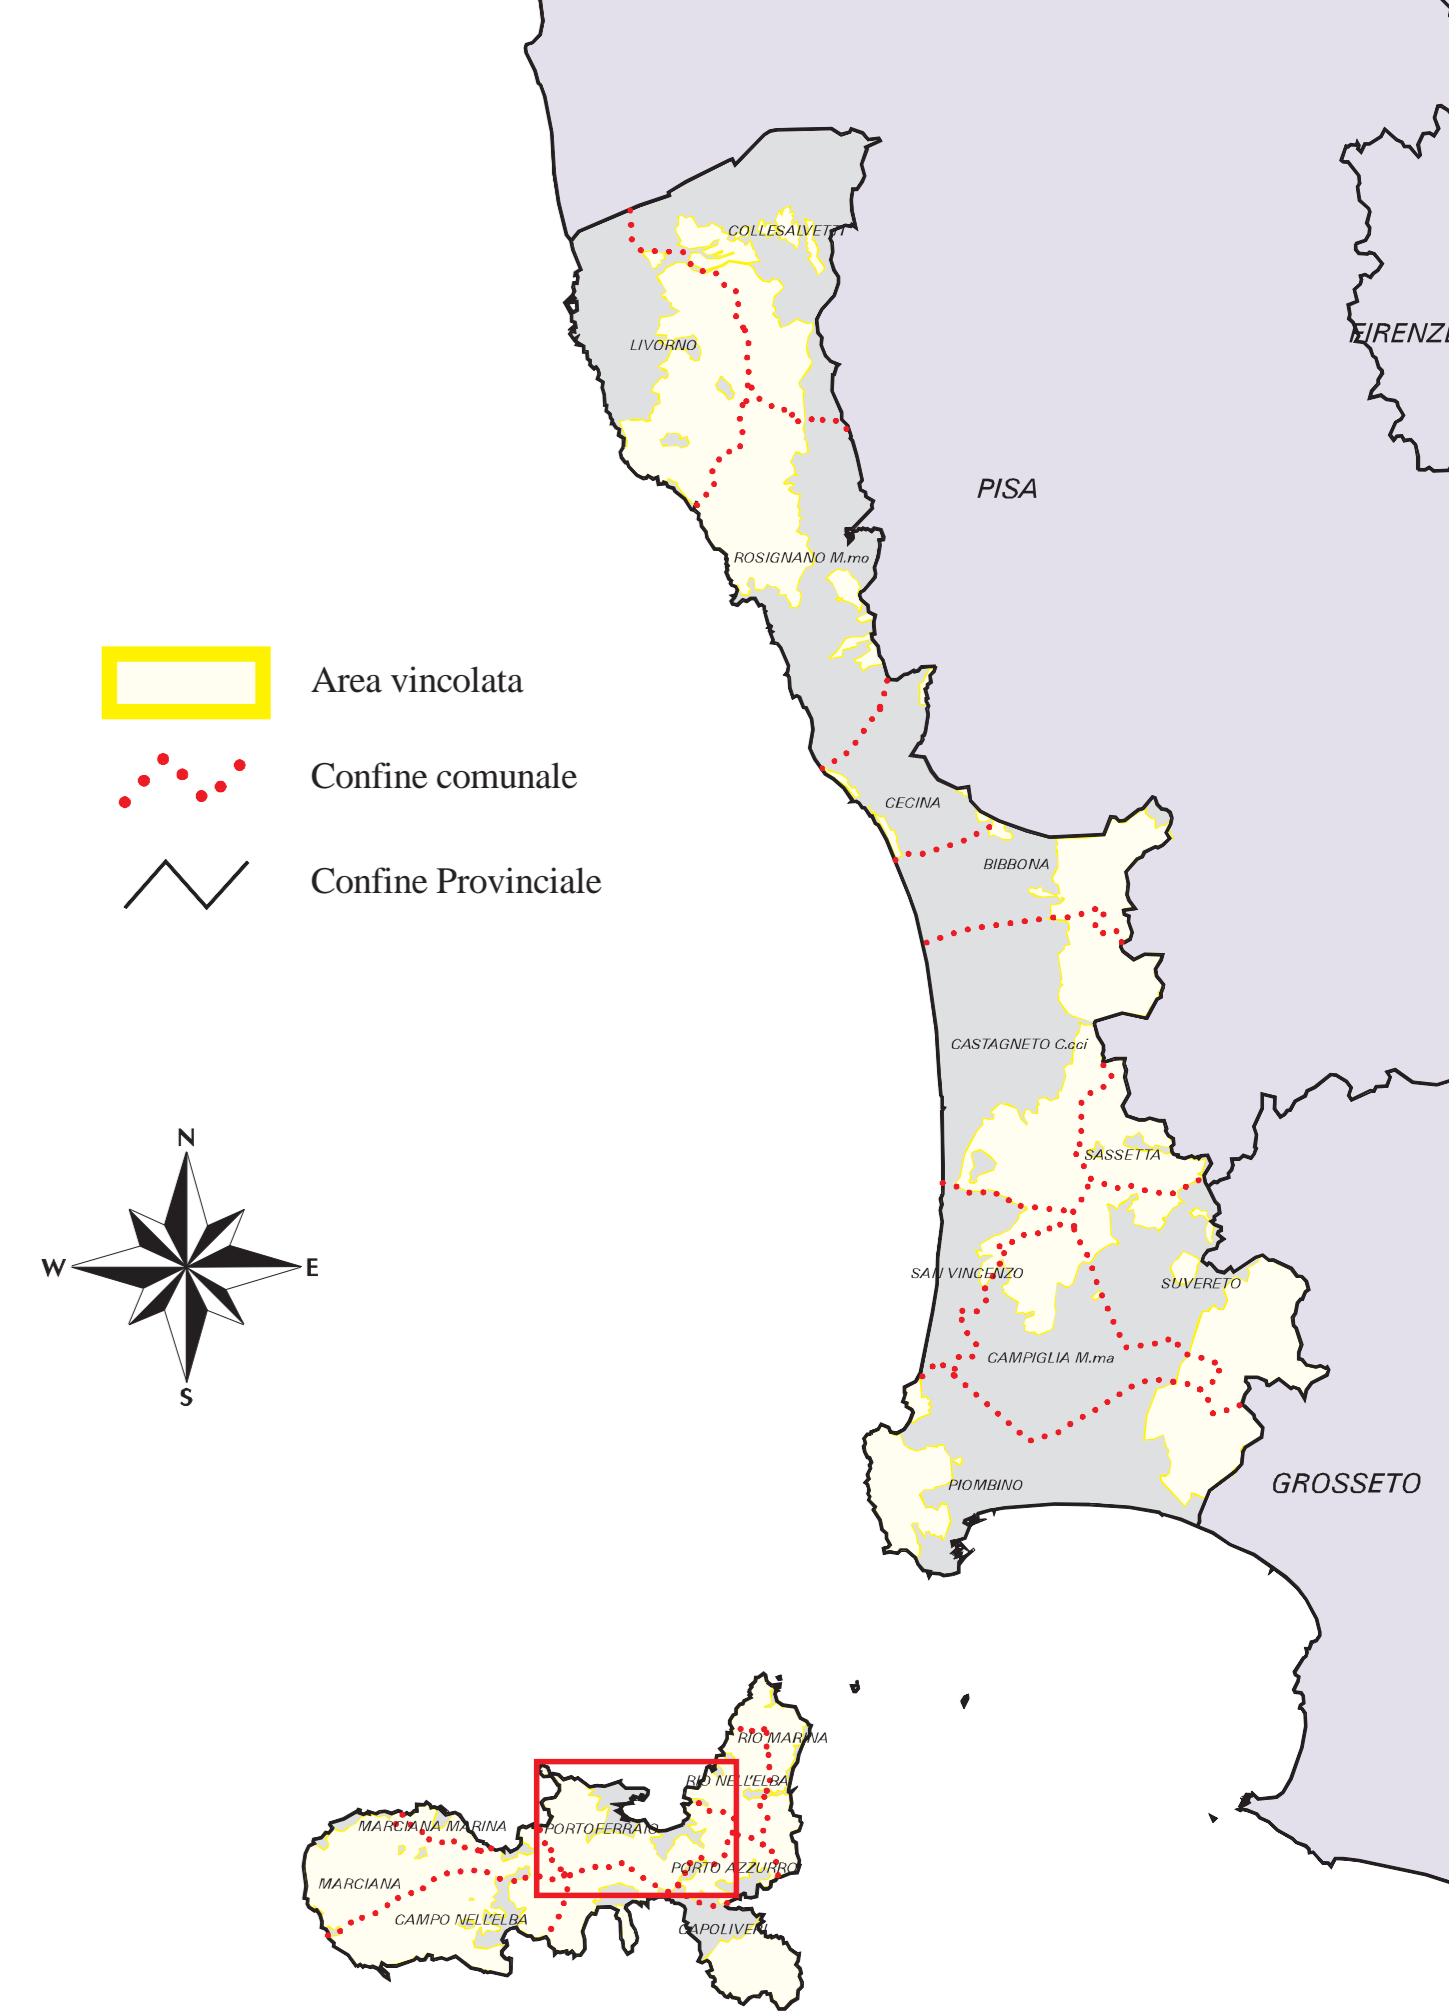 COLLESALVETTI
FIRENZE
LIVORNO
PISA
ROSIGNANO M.mo
Area vincolata
Confine comunale
CECINA
BIBBONA
Confine Provinciale
CASTAGNETO C.cci
N
SASSETTA
W
E
SAN VINCENZO
SUVERETO
CAMPIGLIA M.ma
S
PIOMBINO
GROSSETO
RIO MARINA
RIO NELL'ELBA
MARCIANA MARINA
PORTOFERRAIO
PORTO AZZURRO
MARCIANA
CAMPO NELL'ELBA
CAPOLIVERI